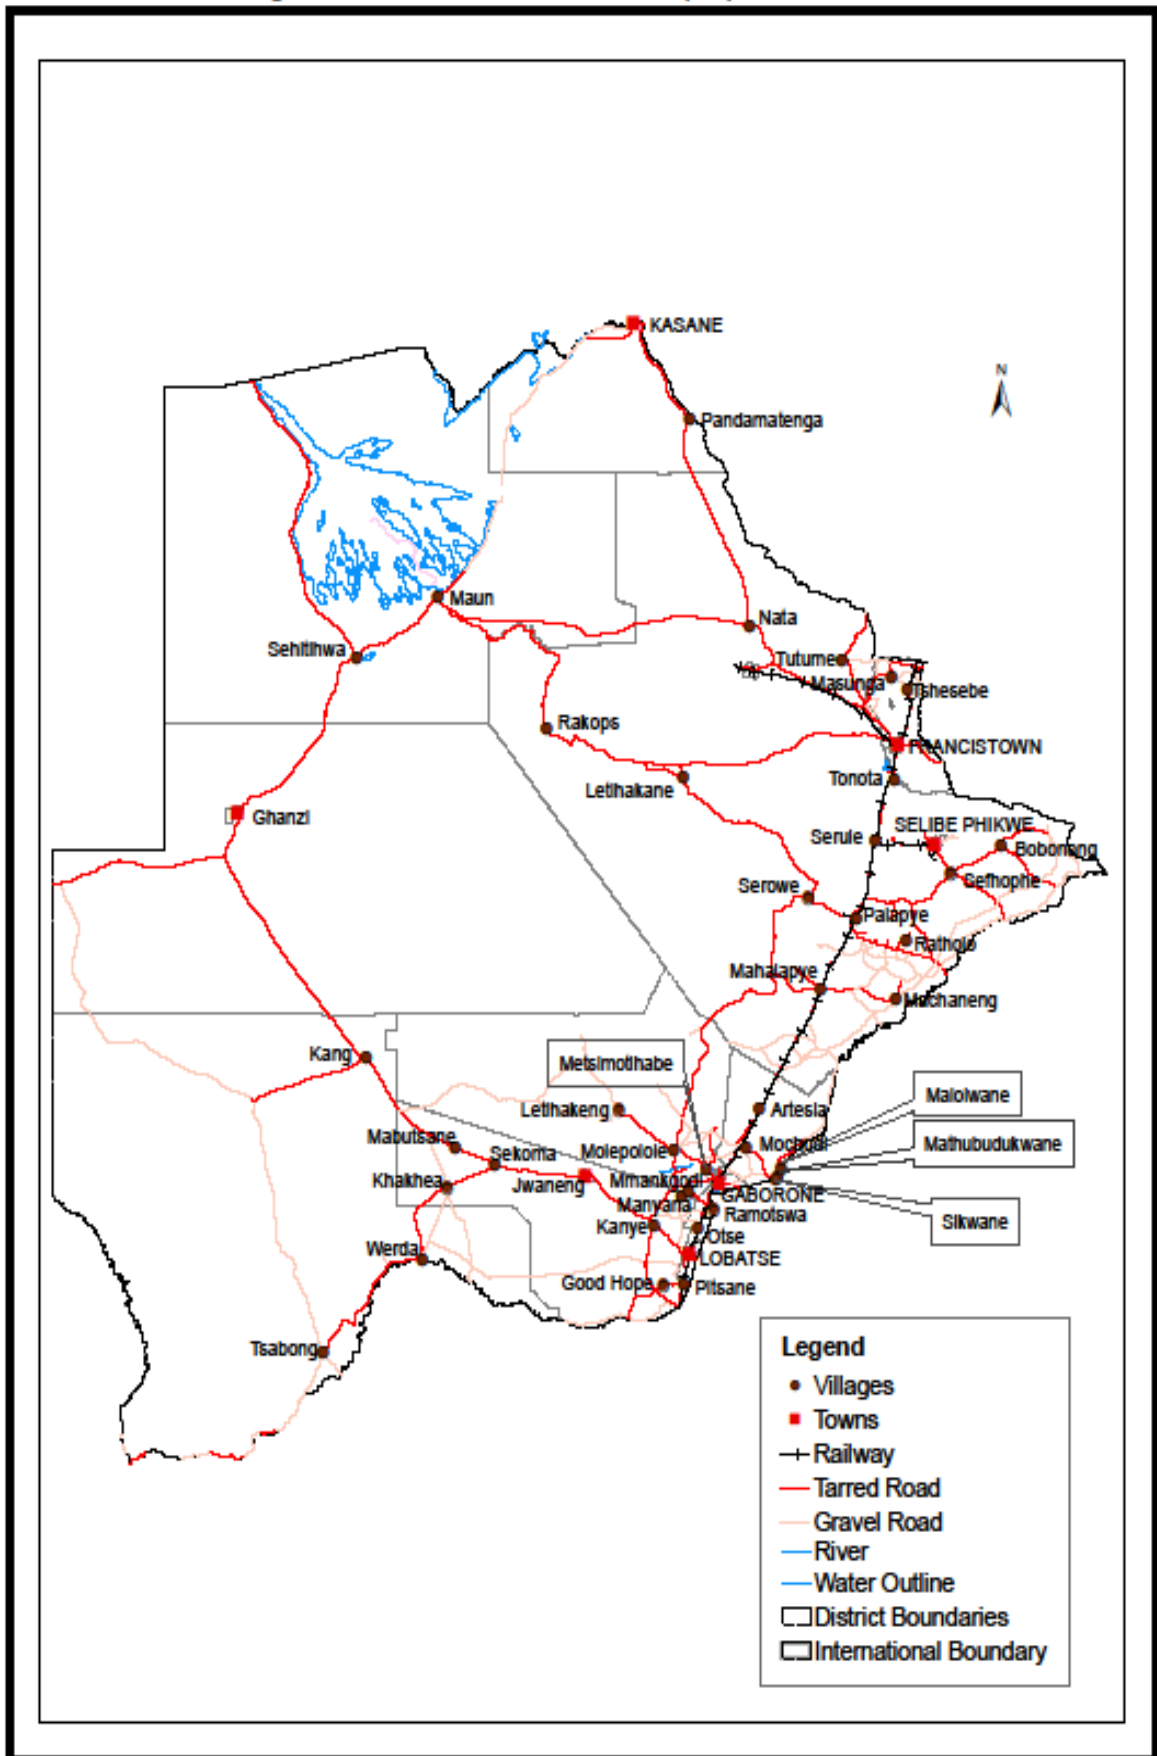 KASANE
N
Pandamatenga
Maun
Nata
Sehitlhwa
Tutume
Masunga
Tshesebe
Rakops
FRANCISTOWN
Letlhakane
Tonota
Ghanzi
SELIBE PHIKWE
Serule
Bobonong
Sefhophe
Serowe
Palapye
Ratholo
Mahalapye
Machaneng
Kang
Metsimotlhabe
Malolwane
Letlhakeng
Artesia
Mabutsane
Molepolole
Mochudi
Mathubudukwane
Sekoma
Khakhea
Jwaneng
Mmankgodi
GABORONE
Manyana
Ramotswa
Sikwane
Kanye
Otse
Werda
LOBATSE
Good Hope
Pitsane
Tsabong
Legend
Villages
Towns
Railway
Tarred Road
Gravel Road
River
Water Outline
District Boundaries
International Boundary